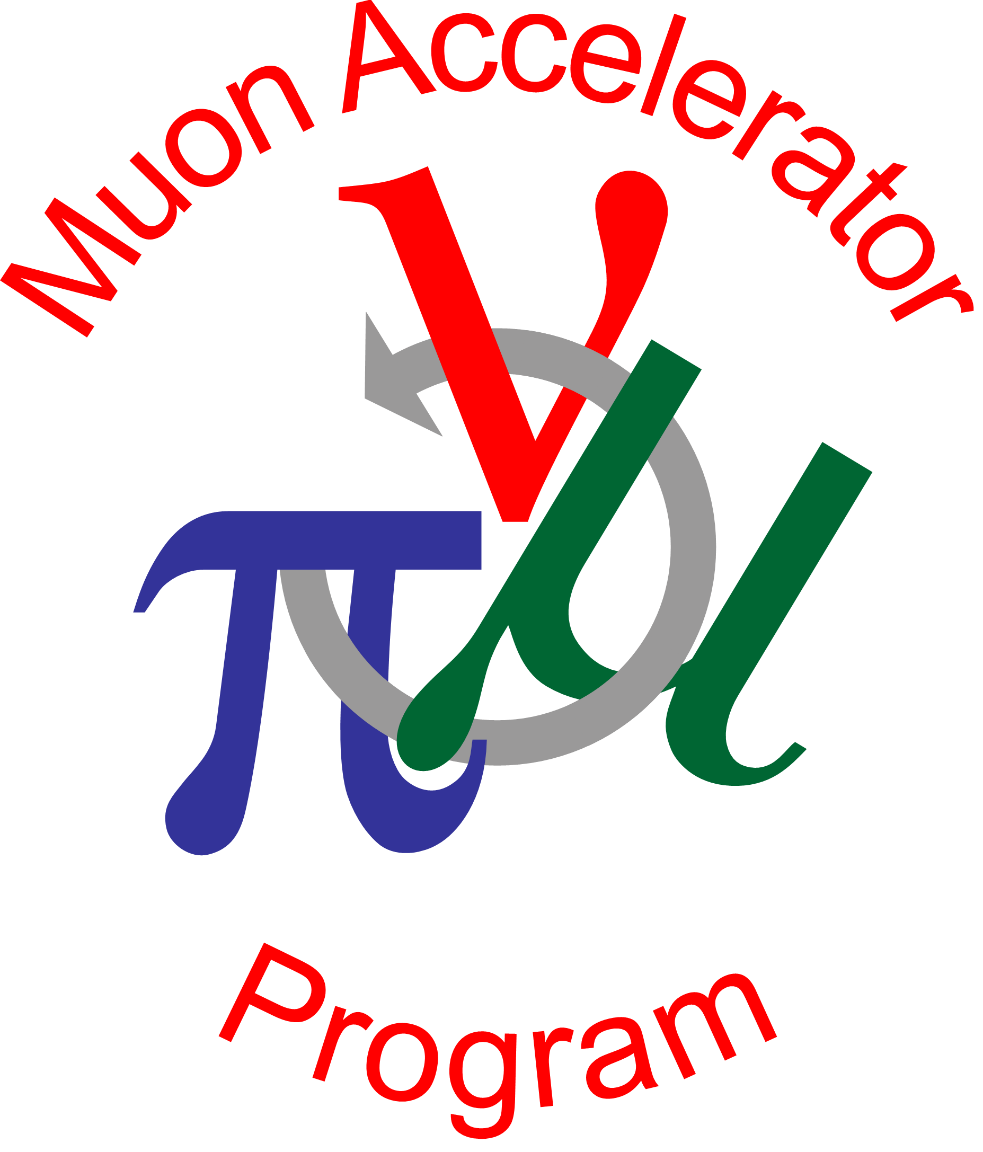 Muon Accelerator
ν
π μ
Program